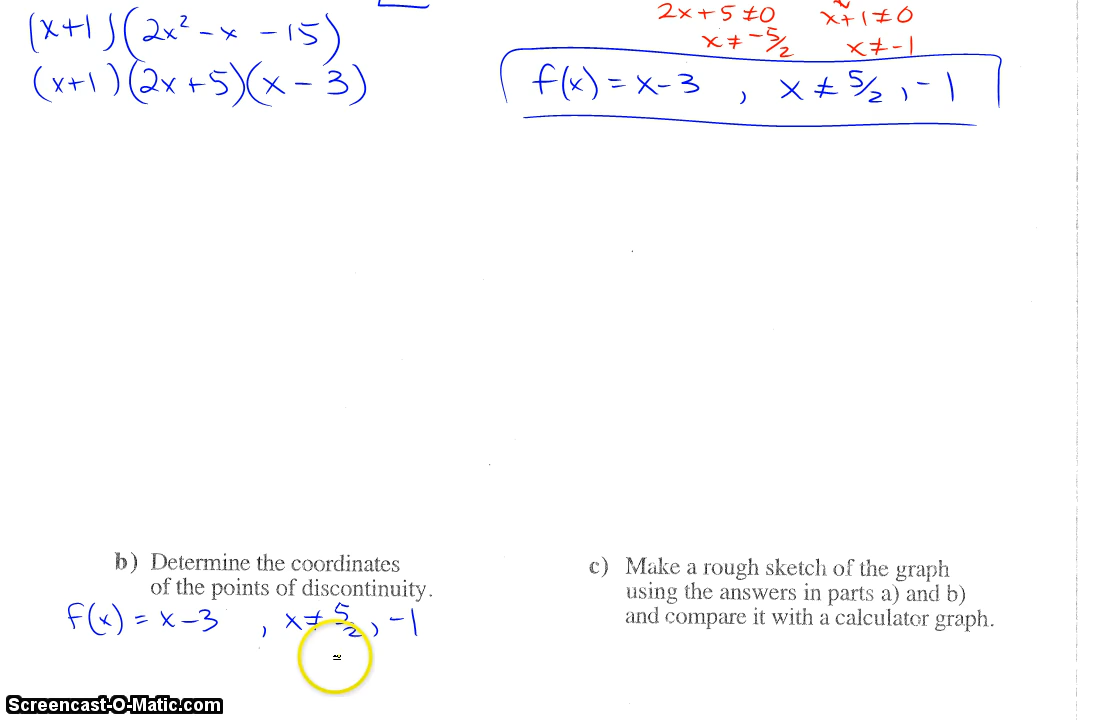 (x+1)(2x² - x - 15)
(x+1)(2x+5)(x-3)
2x+5≠0 x+1≠0
x≠-5/2 x≠-1
f(x) = x-3 , x ≠ 5/2, -1
b) Determine the coordinates
of the points of discontinuity.
f(x) = x-3 , x≠ 5/2, -1
c) Make a rough sketch of the graph
using the answers in parts a) and b)
and compare it with a calculator graph.
Screencast-O-Matic.com